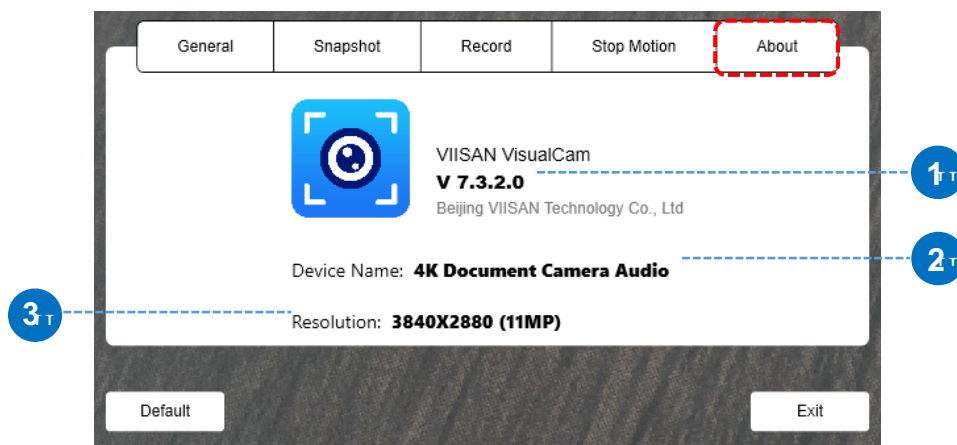 General Snapshot Record Stop Motion About
VIISAN VisualCam
V 7.3.2.0
1
Beijing VIISAN Technology Co., Ltd
2
Device Name: 4K Document Camera Audio
3
Resolution: 3840X2880 (11MP)
Default Exit